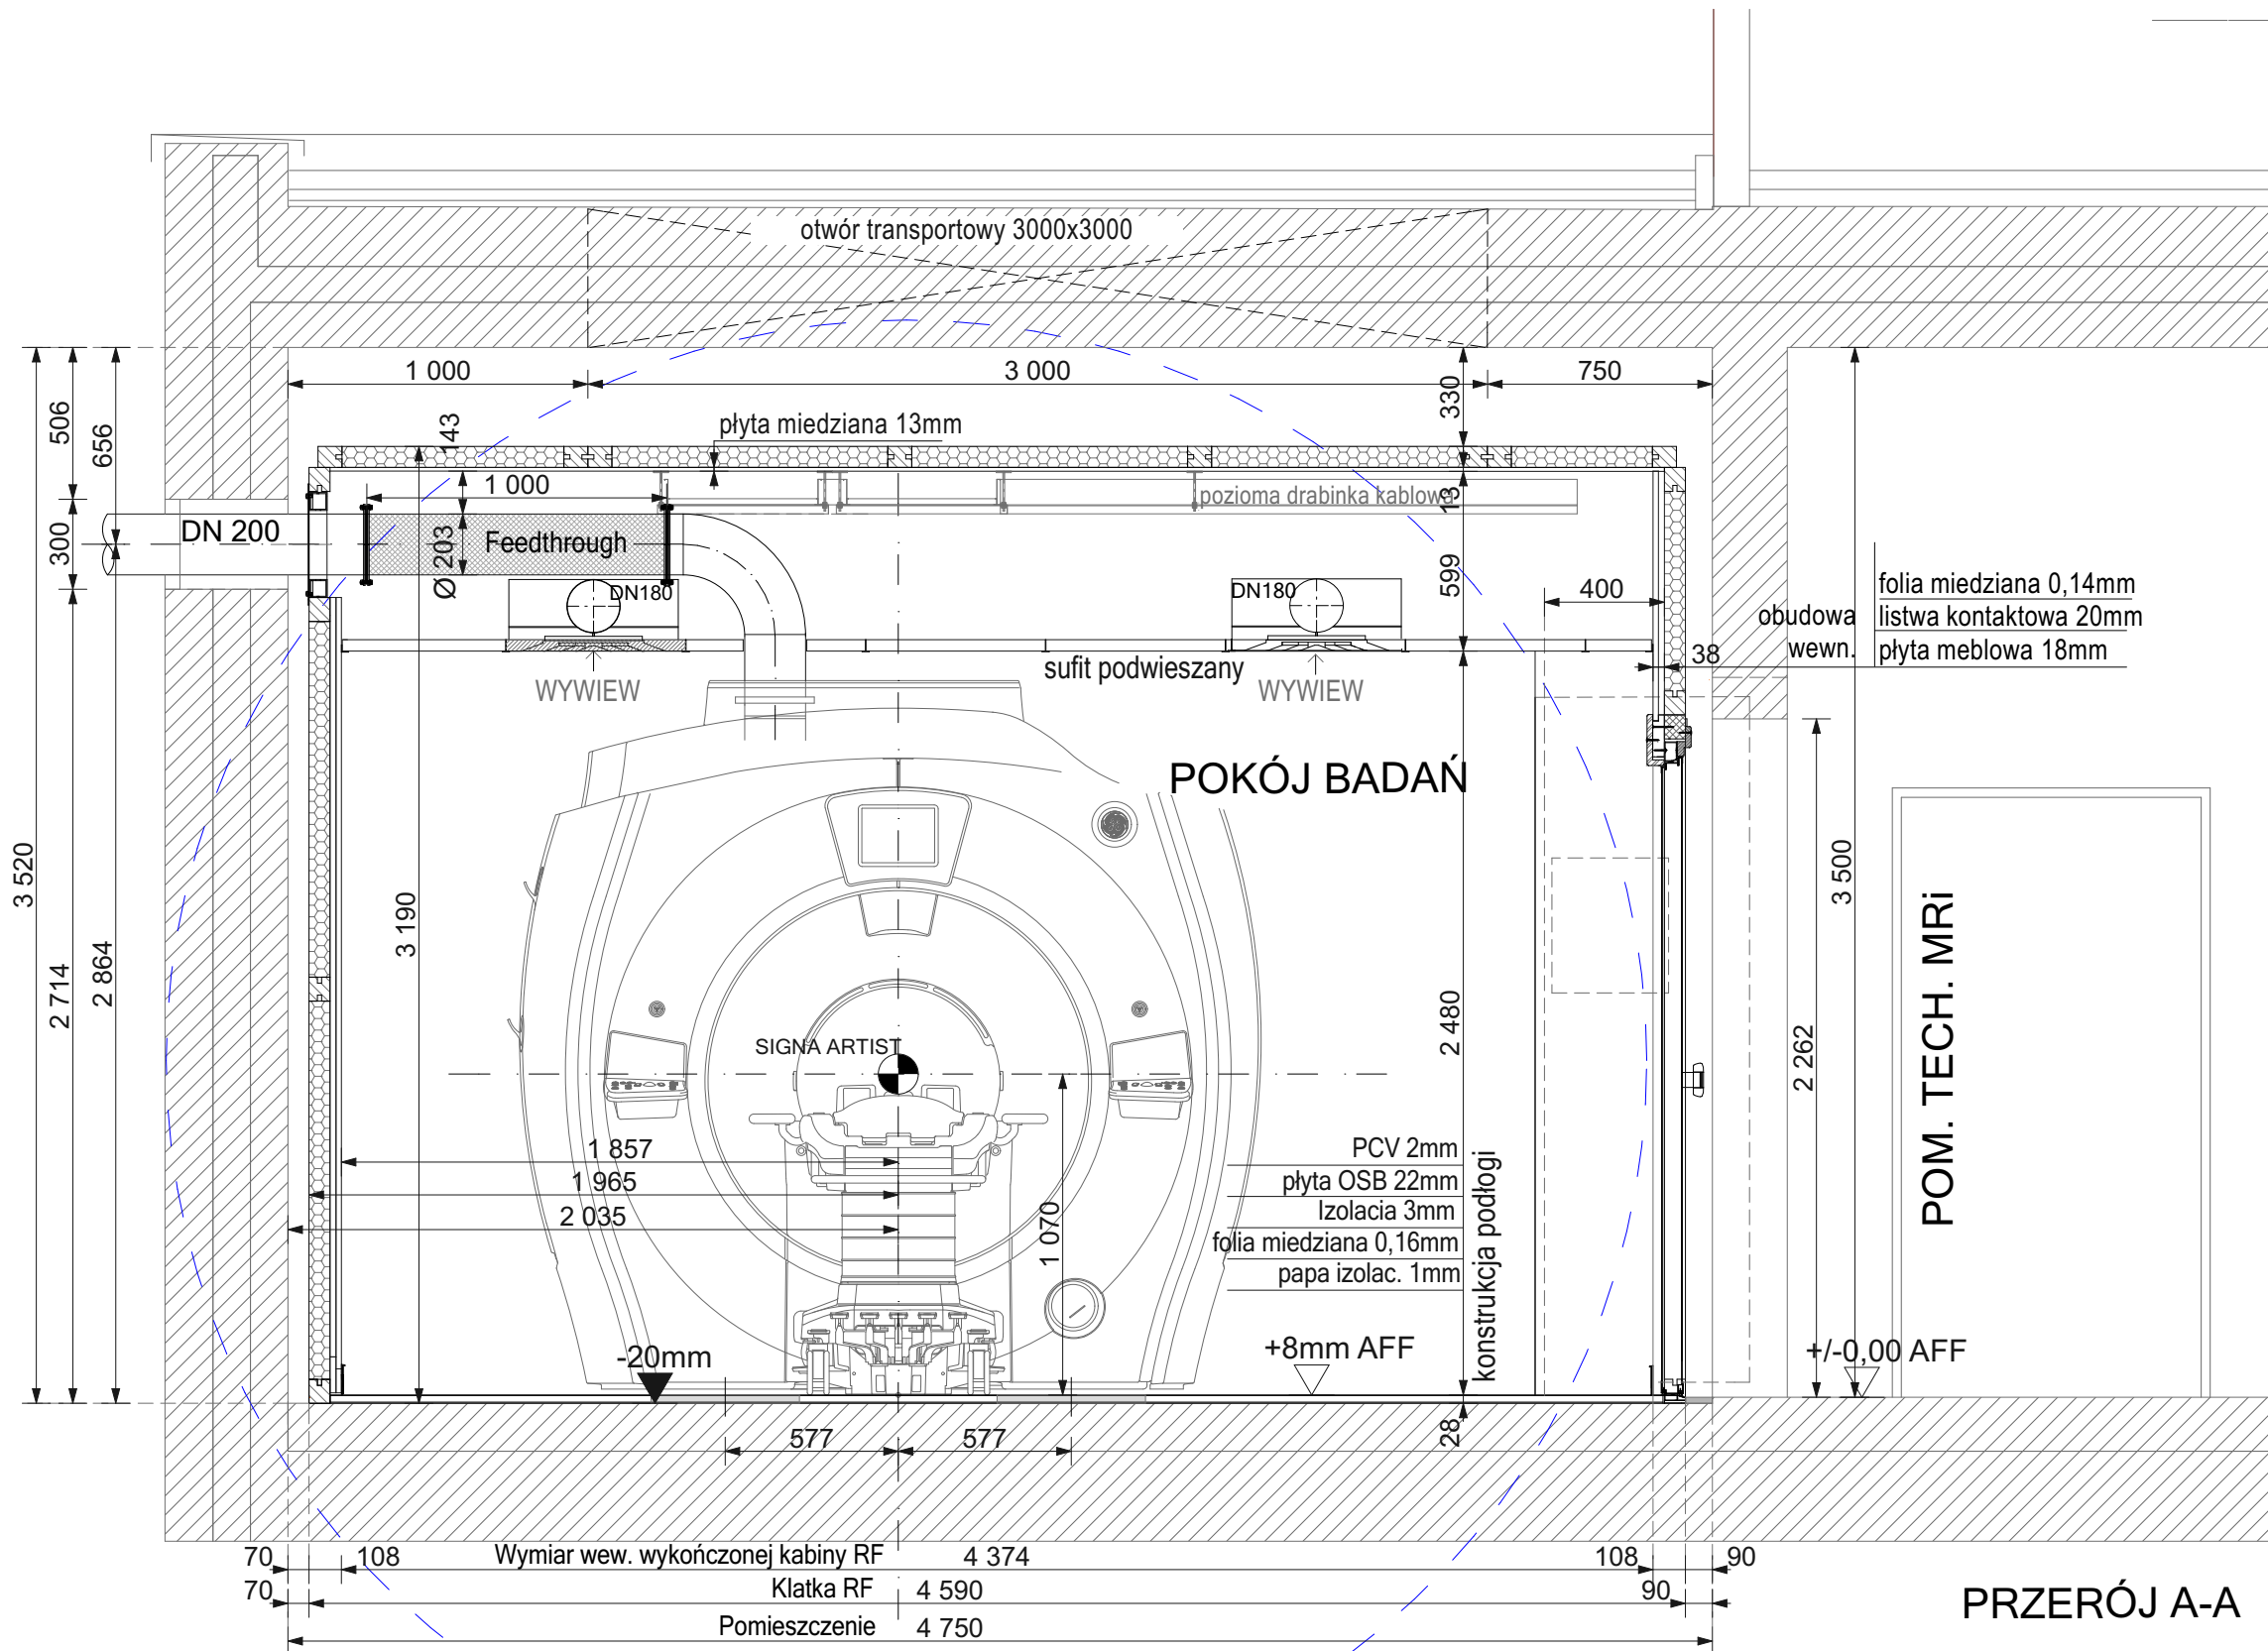 otwór transportowy 3000x3000
1 000
3 000
750
330
506
656
143
płyta miedziana 13mm
1 000
pozioma drabinka kablowa
13
DN 200
Feedthrough
Ø 203
300
599
DN180
DN180
400
folia miedziana 0,14mm
obudowa
wewn.
listwa kontaktowa 20mm
płyta meblowa 18mm
38
sufit podwieszany
WYWIEW
WYWIEW
POKÓJ BADAŃ
3 520
3 190
3 500
2 714
2 864
2 480
2 262
POM. TECH. MRi
SIGNA ARTIST
1 857
1 965
2 035
1 070
PCV 2mm
płyta OSB 22mm
Izolacia 3mm
folia miedziana 0,16mm
papa izolac. 1mm
konstrukcja podłogi
-20mm
+8mm AFF
+/-0,00 AFF
577
577
28
70
108
Wymiar wew. wykończonej kabiny RF
4 374
108
90
70
Klatka RF
4 590
90
Pomieszczenie
4 750
PRZERÓJ A-A